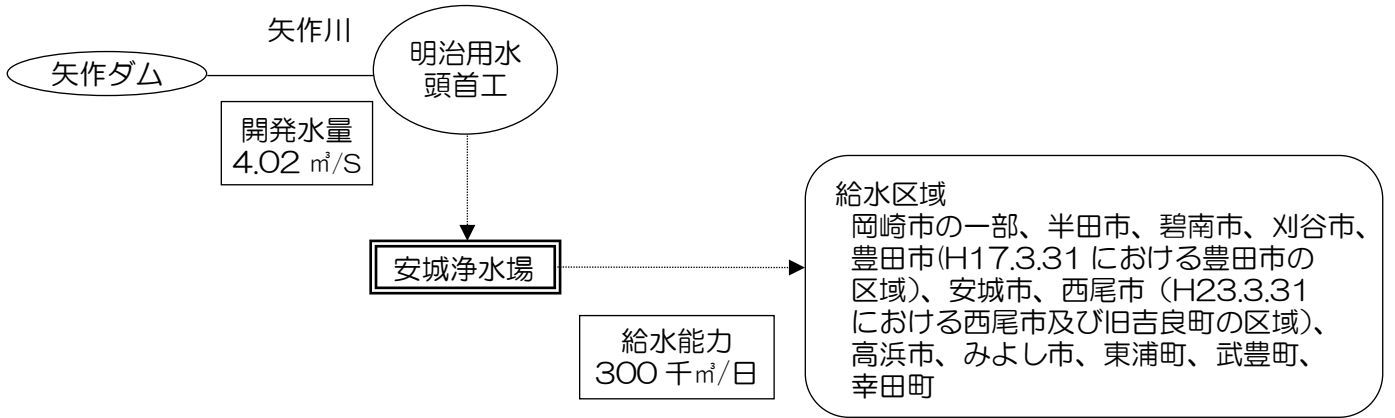 矢作川
矢作ダム
明治用水
頭首工
開発水量
4.02 ㎥/S
安城浄水場
給水能力
300 千㎥/日
給水区域
岡崎市の一部、半田市、碧南市、刈谷市、
豊田市(H17.3.31 における豊田市の
区域)、安城市、西尾市（H23.3.31
における西尾市及び旧吉良町の区域)、
高浜市、みよし市、東浦町、武豊町、
幸田町